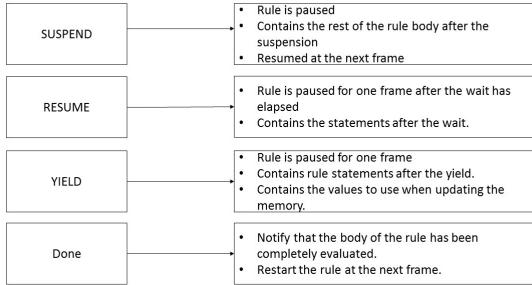 SUSPEND
• Rule is paused
• Contains the rest of the rule body after the
suspension
• Resumed at the next frame
RESUME
• Rule is paused for one frame after the wait has
elapsed
• Contains the statements after the wait.
YIELD
• Rule is paused for one frame
• Contains rule statements after the yield.
• Contains the values to use when updating the
memory.
Done
• Notify that the body of the rule has been
completely evaluated.
• Restart the rule at the next frame.